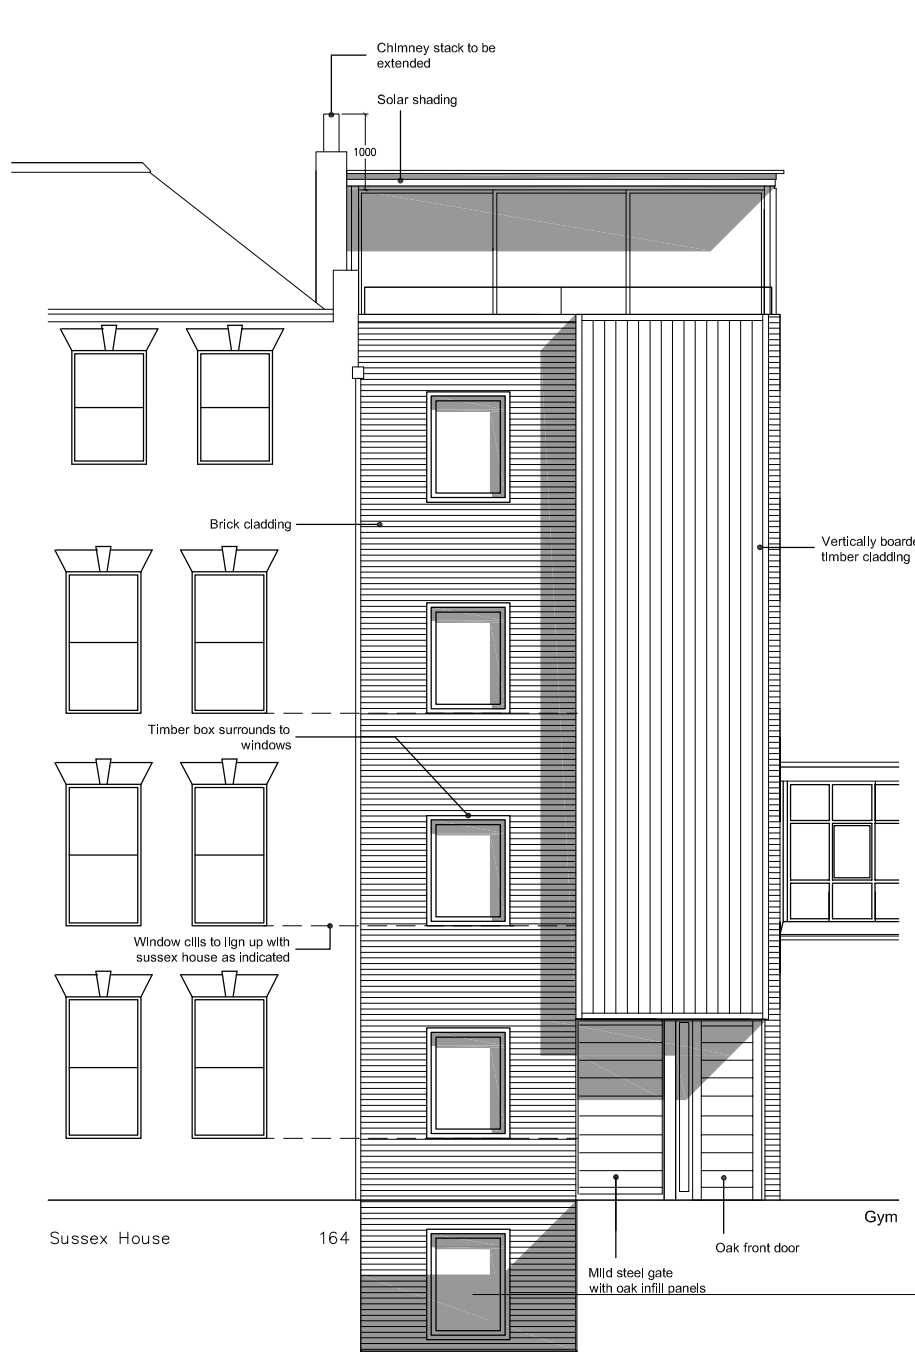 Chimney stack to be
extended
Solar shading
1000
Brick cladding
Vertically boarde
timber cladding
Timber box surrounds to
windows
Window cills to lign up with
sussex house as indicated
Gym
Sussex House
164
Oak front door
Mild steel gate
with oak infill panels